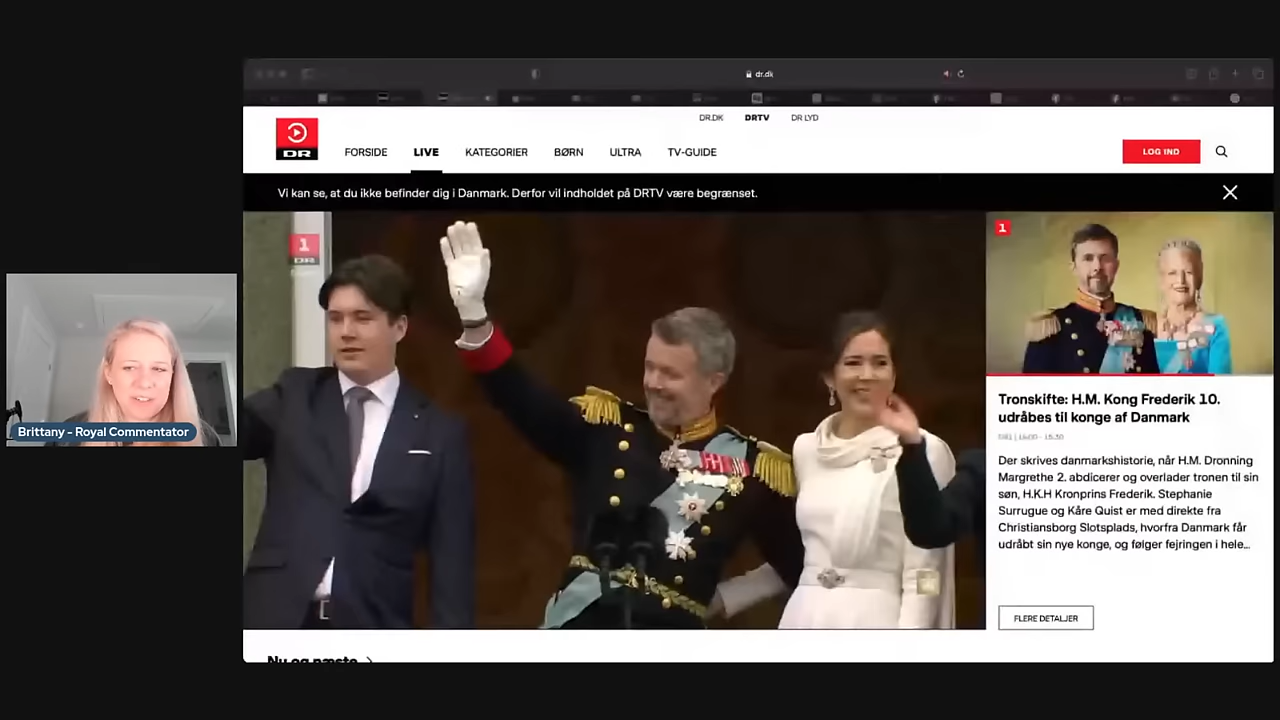 dr.dk
DR.DK
DRTV
DR LYD
DR
FORSIDE
LIVE
KATEGORIER
BØRN
ULTRA
TV-GUIDE
LOG IND
Vi kan se, at du ikke befinder dig i Danmark. Derfor vil indholdet på DRTV være begrænset.
1
DR
1
Tronskifte: H.M. Kong Frederik 10.
udråbes til konge af Danmark
Der skrives danmarkshistorie, når H.M. Dronning
Margrethe 2. abdicerer og overlader tronen til sin
søn, H.K.H Kronprins Frederik. Stephanie
Surrugue og Kåre Quist er med direkte fra
Christiansborg Slotsplads, hvorfra Danmark får
udråbt sin nye konge, og følger fejringen i hele...
FLERE DETALJER
Brittany - Royal Commentator
Nu og næste